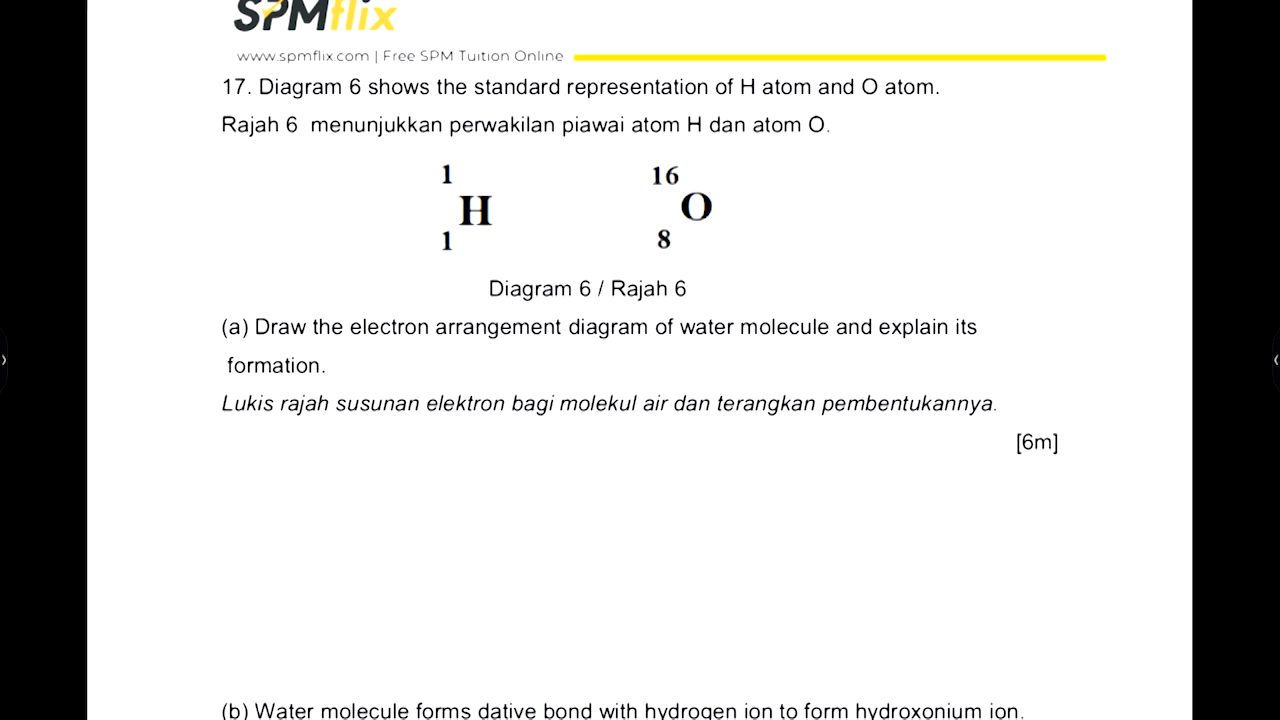 SPMflix
www.spmflix.com | Free SPM Tuition Online
17. Diagram 6 shows the standard representation of H atom and O atom.
Rajah 6  menunjukkan perwakilan piawai atom H dan atom O.
1 16
H O
1 8
Diagram 6 / Rajah 6
(a) Draw the electron arrangement diagram of water molecule and explain its
formation.
Lukis rajah susunan elektron bagi molekul air dan terangkan pembentukannya.
[6m]
(b) Water molecule forms dative bond with hydrogen ion to form hydroxonium ion.